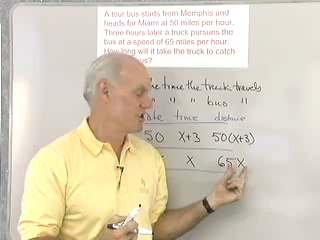 A tour bus starts from Memphis and
heads for Miami at 50 miles per hour.
Three hours later a truck pursues the
bus at a speed of 65 miles per hour.
How long will it take the truck to catch
us?
time the truck travels
" " bus "
ate time distance
50 X+3 50(X+3)
X 65X